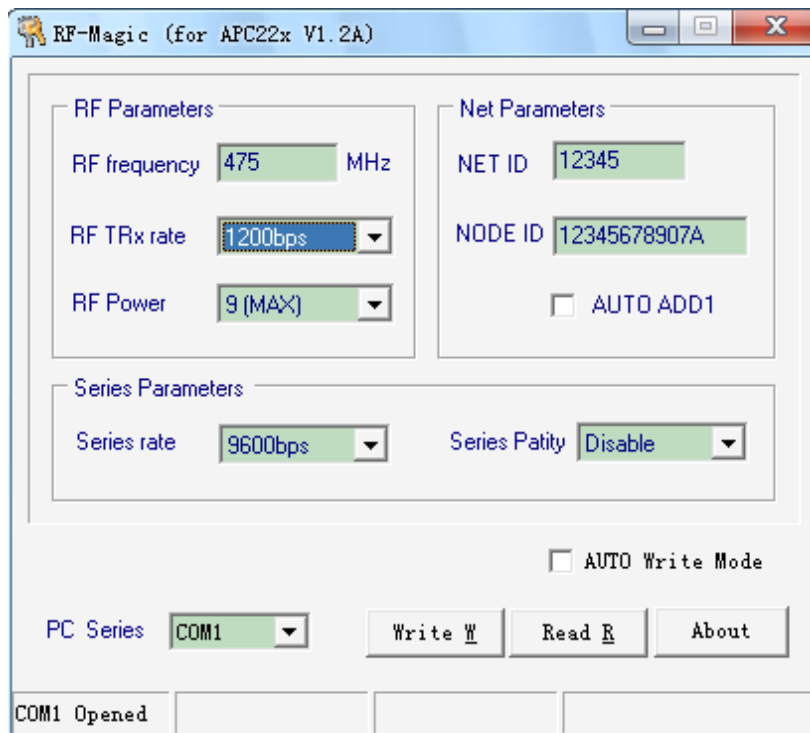 RF-Magic (for APC22x V1.2A)
RF Parameters
RF frequency 475 MHz
RF TRx rate 1200bps
RF Power 9 (MAX)
Net Parameters
NET ID 12345
NODE ID 12345678907A
AUTO ADD1
Series Parameters
Series rate 9600bps Series Patity Disable
AUTO Write Mode
PC Series COM1 Write W Read R About
COM1 Opened